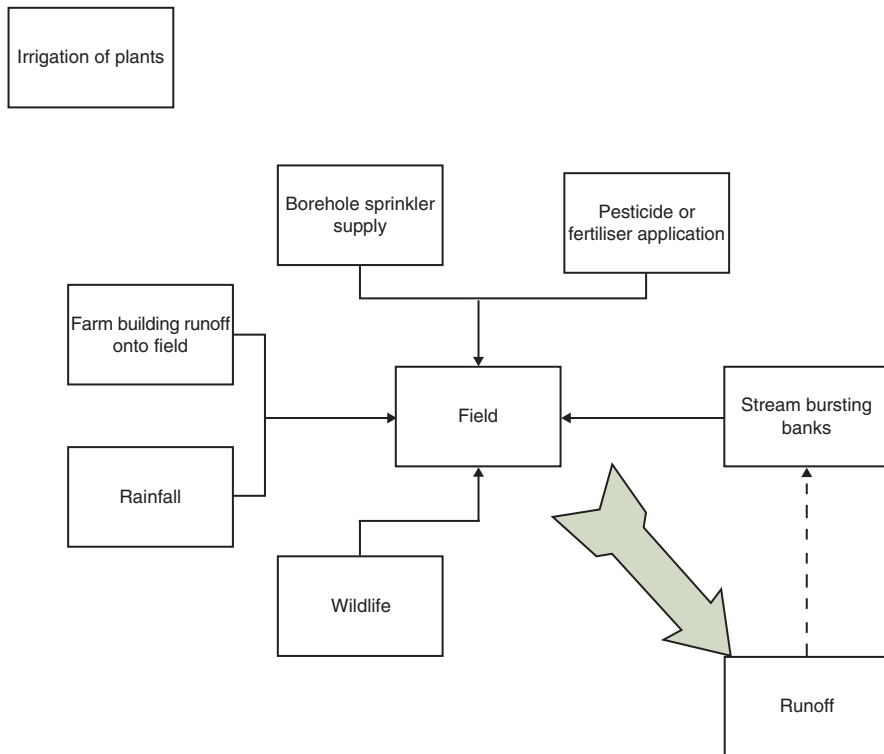 Irrigation of plants
Borehole sprinkler
supply
Pesticide or
fertiliser application
Farm building runoff
onto field
Field
Stream bursting
banks
Rainfall
Wildlife
Runoff